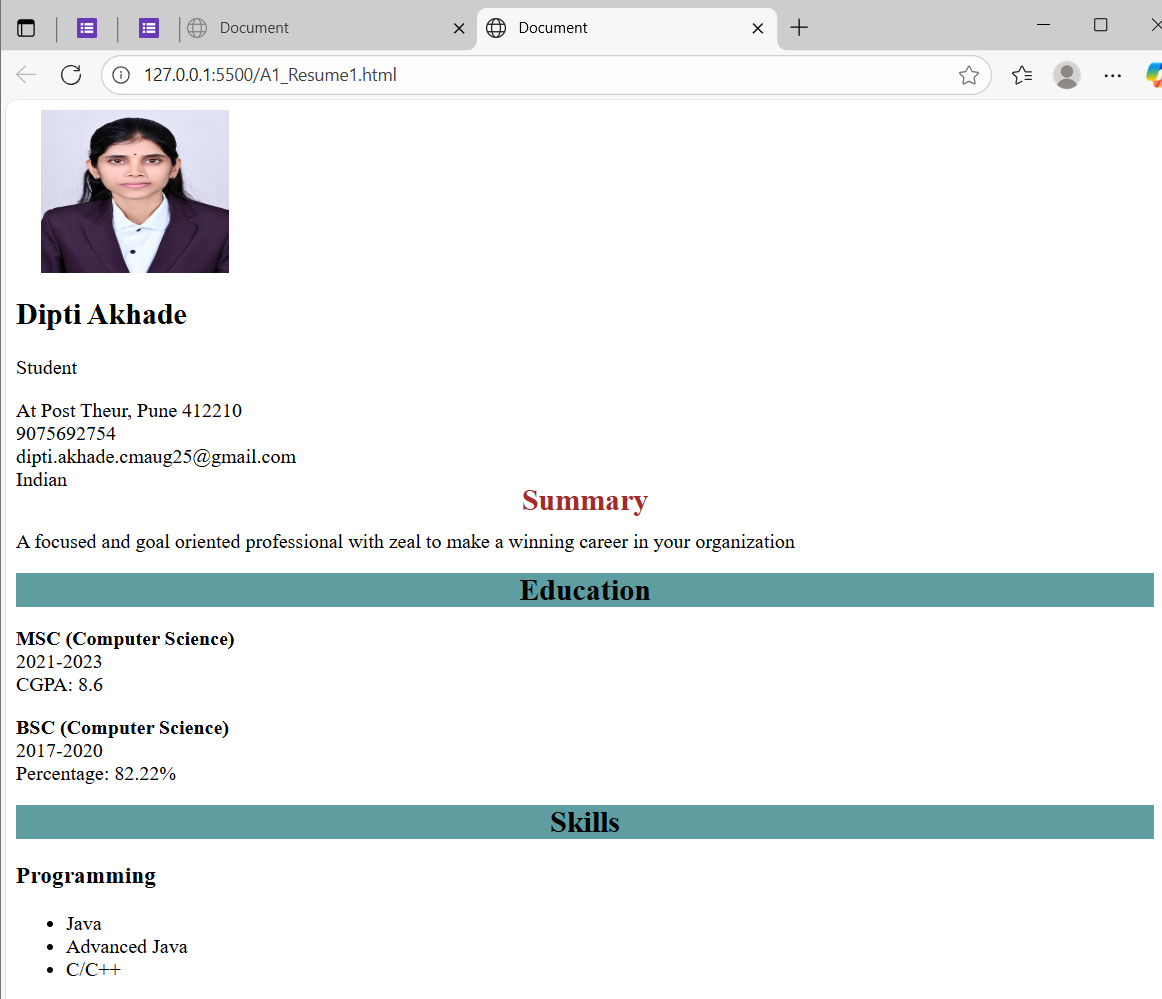 Document
Document
127.0.0.1:5500/A1_Resume1.html
Dipti Akhade
Student
At Post Theur, Pune 412210
9075692754
dipti.akhade.cmaug25@gmail.com
Indian
Summary
A focused and goal oriented professional with zeal to make a winning career in your organization
Education
MSC (Computer Science)
2021-2023
CGPA: 8.6
BSC (Computer Science)
2017-2020
Percentage: 82.22%
Skills
Programming
Java
Advanced Java
C/C++